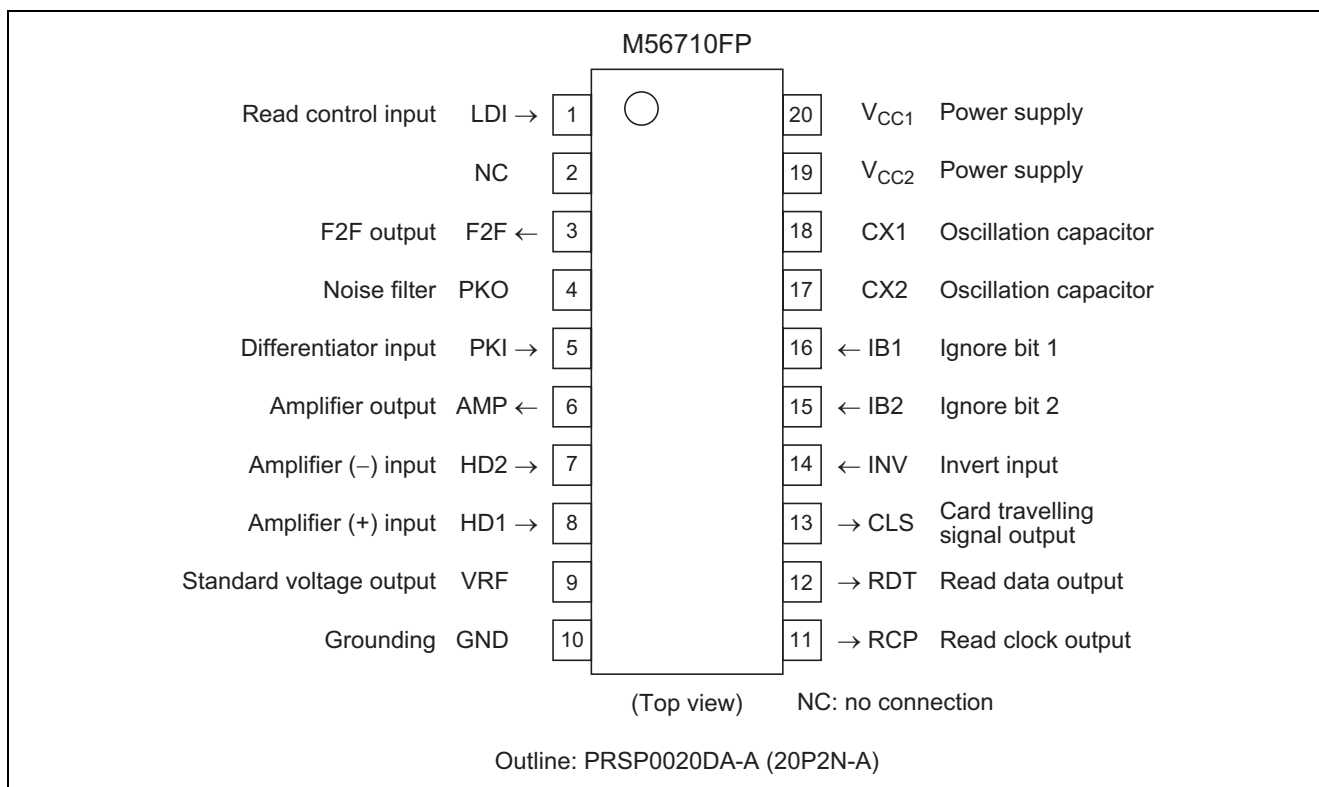 M56710FP
Read control input LDI → 1 20 VCC1 Power supply
NC 2 19 VCC2 Power supply
F2F output F2F ← 3 18 CX1 Oscillation capacitor
Noise filter PKO 4 17 CX2 Oscillation capacitor
Differentiator input PKI → 5 16 ← IB1 Ignore bit 1
Amplifier output AMP ← 6 15 ← IB2 Ignore bit 2
Amplifier (−) input HD2 → 7 14 ← INV Invert input
Amplifier (+) input HD1 → 8 13 → CLS Card travelling
signal output
Standard voltage output VRF 9 12 → RDT Read data output
Grounding GND 10 11 → RCP Read clock output
(Top view) NC: no connection
Outline: PRSP0020DA-A (20P2N-A)